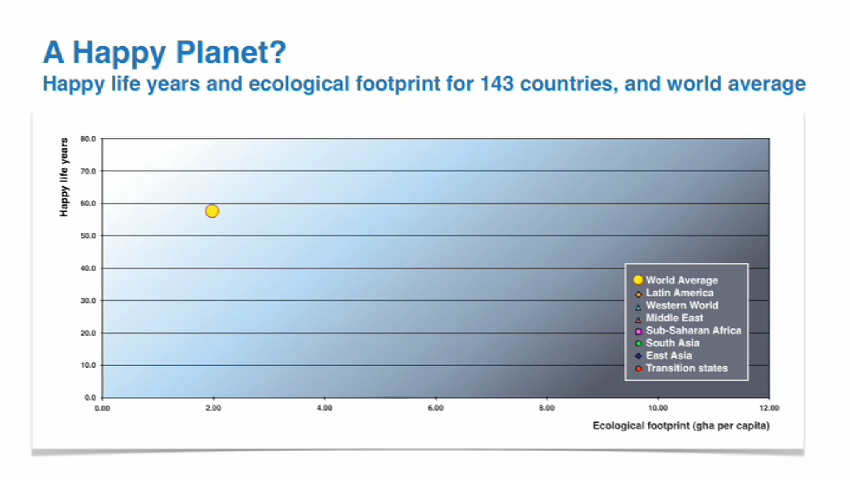 A Happy Planet?
Happy life years and ecological footprint for 143 countries, and world average
Happy life years
80.0
70.0
60.0
50.0
40.0
30.0
20.0
10.0
0.0
0.00 2.00 4.00 6.00 8.00 10.00 12.00
Ecological footprint (gha per capita)
World Average
Latin America
Western World
Middle East
Sub-Saharan Africa
South Asia
East Asia
Transition states